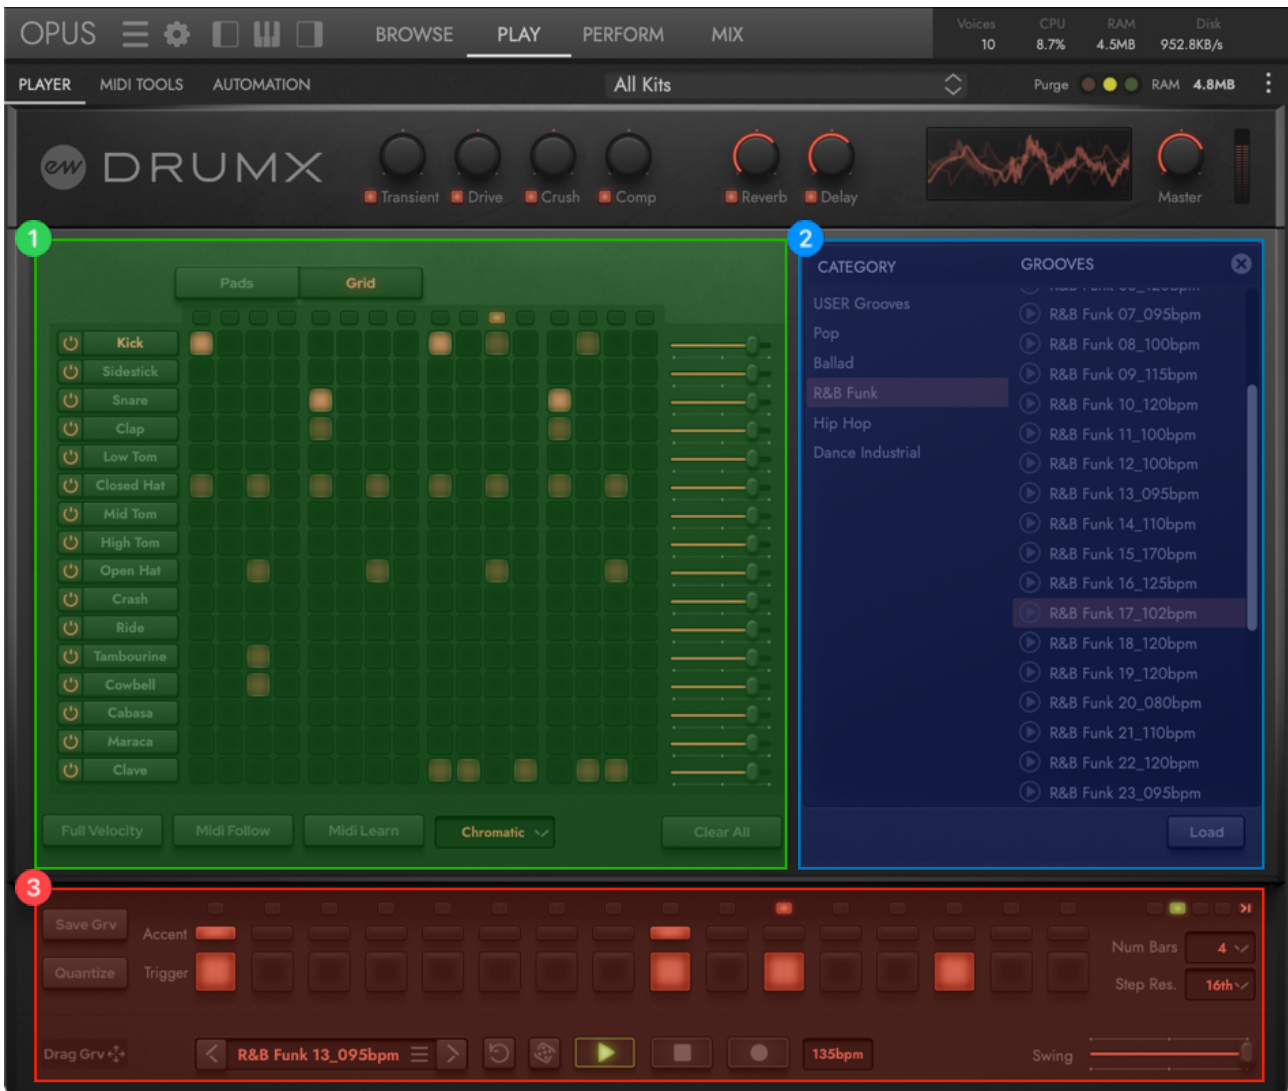 OPUS BROWSE PLAY PERFORM MIX Voices 10 CPU 8.7% RAM 4.5MB Disk 952.8KB/s
PLAYER MIDI TOOLS AUTOMATION All Kits Purge RAM 4.8MB
ew DRUMX Transient Drive Crush Comp Reverb Delay Master
1
Pads Grid
Kick
Sidestick
Snare
Clap
Low Tom
Closed Hat
Mid Tom
High Tom
Open Hat
Crash
Ride
Tambourine
Cowbell
Cabasa
Maraca
Clave
Full Velocity Midi Follow Midi Learn Chromatic Clear All
2
CATEGORY
USER Grooves
Pop
Ballad
R&B Funk
Hip Hop
Dance Industrial
GROOVES
R&B Funk 07_095bpm
R&B Funk 08_100bpm
R&B Funk 09_115bpm
R&B Funk 10_120bpm
R&B Funk 11_100bpm
R&B Funk 12_100bpm
R&B Funk 13_095bpm
R&B Funk 14_110bpm
R&B Funk 15_170bpm
R&B Funk 16_125bpm
R&B Funk 17_102bpm
R&B Funk 18_120bpm
R&B Funk 19_120bpm
R&B Funk 20_080bpm
R&B Funk 21_110bpm
R&B Funk 22_120bpm
R&B Funk 23_095bpm
Load
3
Save Grv Accent Num Bars 4
Quantize Trigger Step Res. 16th
Drag Grv R&B Funk 13_095bpm 135bpm Swing